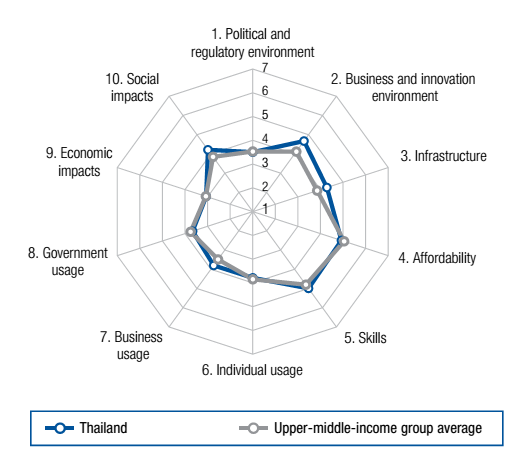 1. Political and
regulatory environment
2. Business and innovation
environment
3. Infrastructure
4. Affordability
5. Skills
6. Individual usage
7. Business
usage
8. Government
usage
9. Economic
impacts
10. Social
impacts
7
6
5
4
3
2
1
Thailand
Upper-middle-income group average